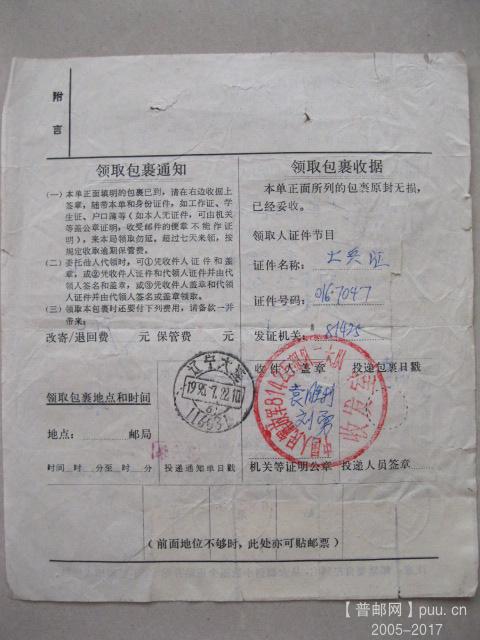 附言
领取包裹通知
(一)本单正面填明的包裹已到,请在右边收据上
签章,随带本单和身份证件,如工作证、学
生证、户口薄等(如本人无证件,可由机关
等盖公章证明,收受邮件的便章不能作证
明),来本局领取勿延。超过七天来领,按
规定收取逾期保管费。
(二)委托他人代领时,可①凭收件人证件和盖
章,或②凭收件人证件和代领人证件并由代
领人签名和盖章,或③凭收件人盖章和代领
人证件并由代领人签名或盖章领取。
(三)领取本包裹时还要付下列费用,请备款一并
带来:
改寄/退回费 元 保管费 元
领取包裹地点和时间
地点: 邮局
时间 时 分至 时 分
投递通知单日戳
领取包裹收据
本单正面所列的包裹原封无损,
已经妥收。
领取人证件节目
证件名称: 士兵证
证件号码: 016-7047
发证机关: 81425
收件人盖章 投递包裹日戳
袁胜利
刘勇
收发室
机关等证明公章 投递人员签章
(前面地位不够时,此处亦可贴邮票)
【普邮网】puu.cn
2005-2017